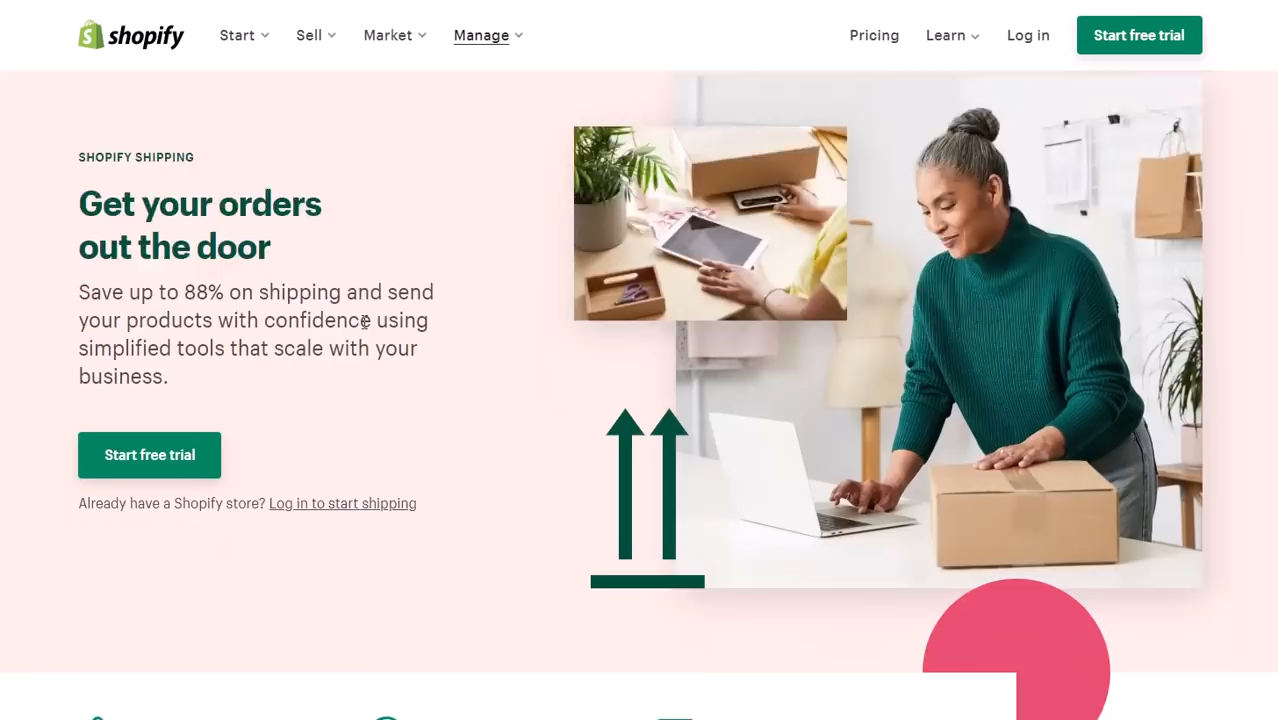 shopify
Start
Sell
Market
Manage
Pricing
Learn
Log in
Start free trial
SHOPIFY SHIPPING
Get your orders
out the door
Save up to 88% on shipping and send
your products with confidence using
simplified tools that scale with your
business.
Start free trial
Already have a Shopify store? Log in to start shipping